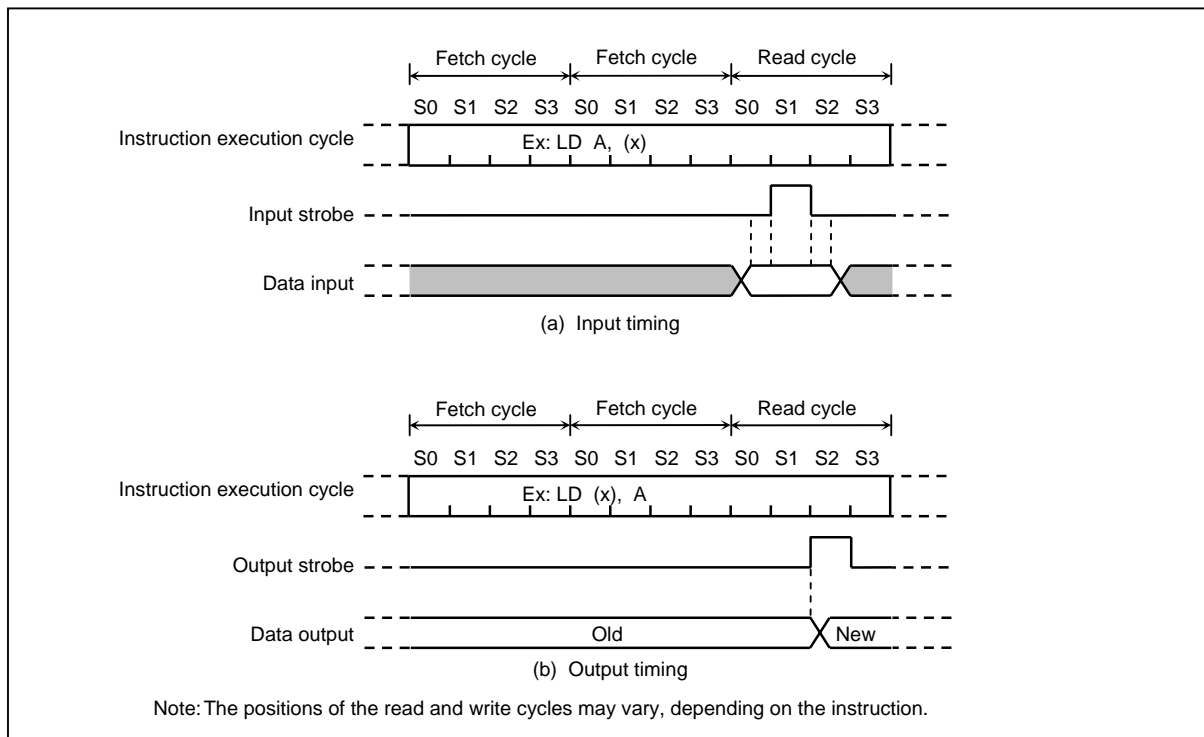 Fetch cycle Fetch cycle Read cycle
S0 S1 S2 S3 S0 S1 S2 S3 S0 S1 S2 S3
Instruction execution cycle Ex: LD A, (x)
Input strobe
Data input
(a) Input timing
Fetch cycle Fetch cycle Read cycle
S0 S1 S2 S3 S0 S1 S2 S3 S0 S1 S2 S3
Instruction execution cycle Ex: LD (x), A
Output strobe
Data output Old New
(b) Output timing
Note: The positions of the read and write cycles may vary, depending on the instruction.